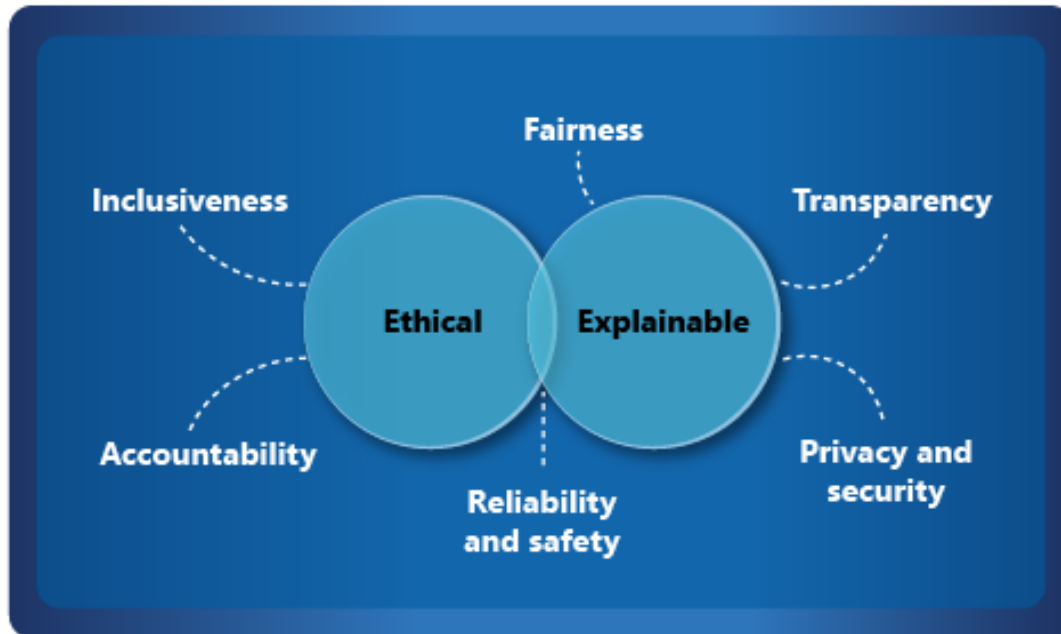 Fairness
Inclusiveness
Transparency
Ethical
Explainable
Accountability
Privacy and
security
Reliability
and safety